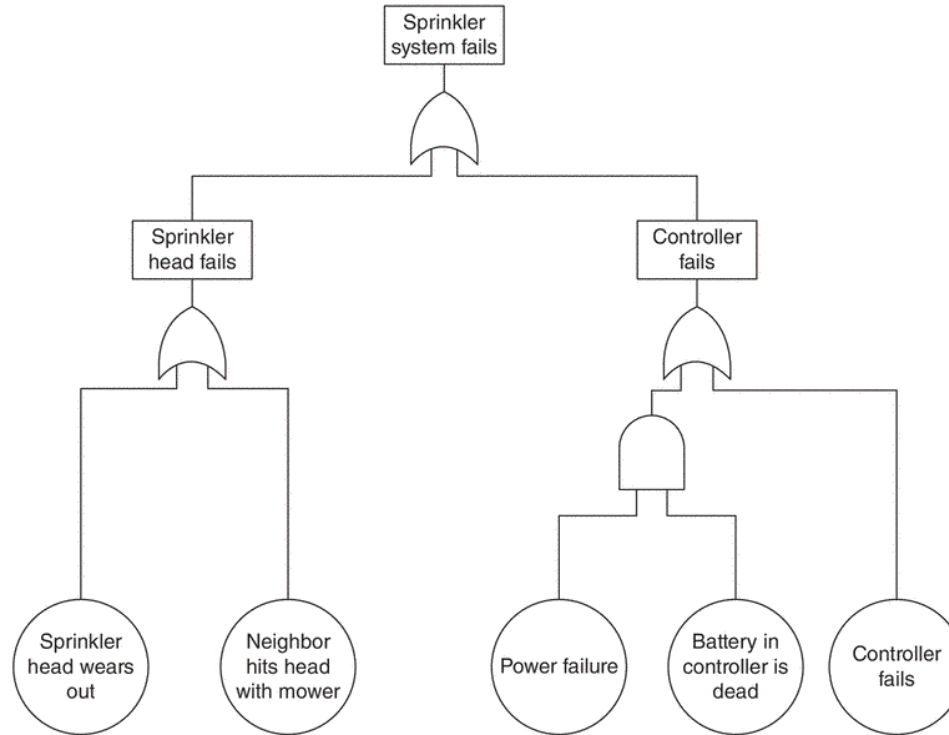 Sprinkler
system fails
Sprinkler
head fails
Controller
fails
Sprinkler
head wears
out
Neighbor
hits head
with mower
Power failure
Battery in
controller is
dead
Controller
fails